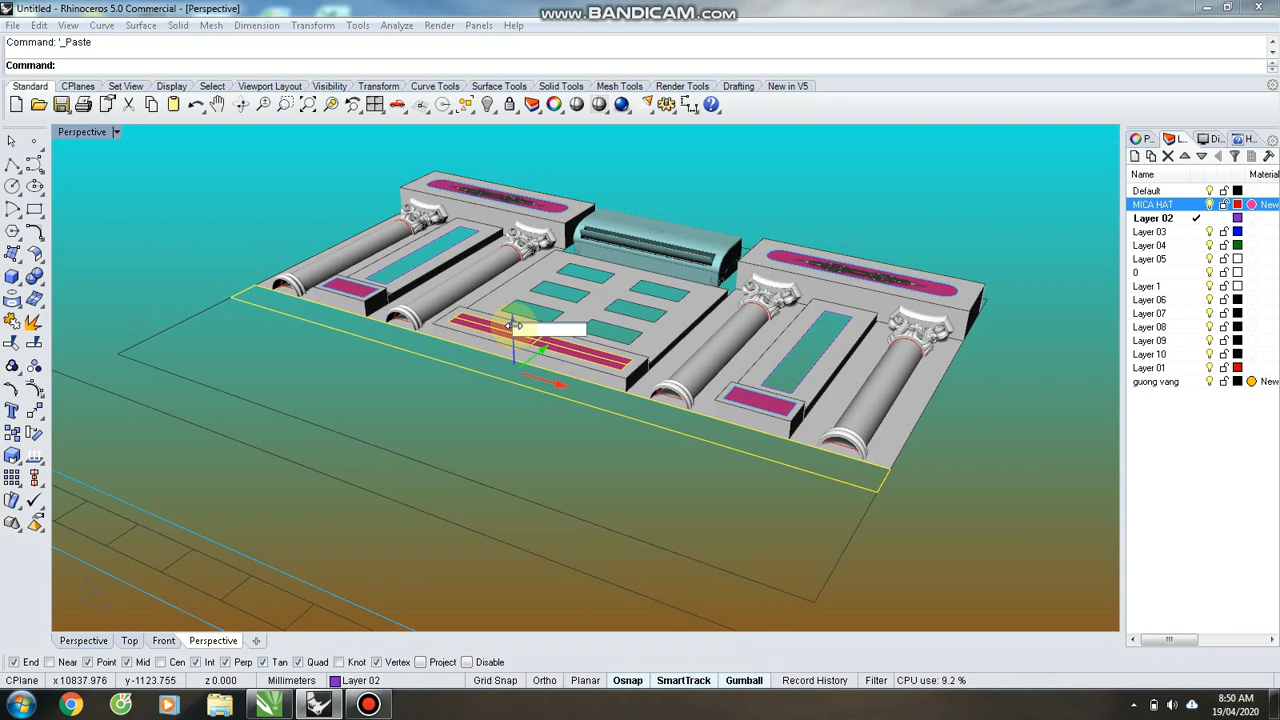 Untitled - Rhinoceros 5.0 Commercial - [Perspective]
www.BANDICAM.com
File Edit View Curve Surface Solid Mesh Dimension Transform Tools Analyze Render Panels Help
Command: '_Paste
Command:
Standard CPlanes Set View Display Select Viewport Layout Visibility Transform Curve Tools Surface Tools Solid Tools Mesh Tools Render Tools Drafting New in V5
Perspective
P... L... Di... H...
Name Material
Default
MICA HAT New
Layer 02
Layer 03
Layer 04
Layer 05
0
Layer 1
Layer 06
Layer 07
Layer 08
Layer 09
Layer 10
Layer 01
guong vang New
Perspective Top Front Perspective
End Near Point Mid Cen Int Perp Tan Quad Knot Vertex Project Disable
CPlane x 10837.976 y-1123.755 z 0.000 Millimeters Layer 02 Grid Snap Ortho Planar Osnap SmartTrack Gumball Record History Filter CPU use: 9.2 %
8:50 AM
19/04/2020